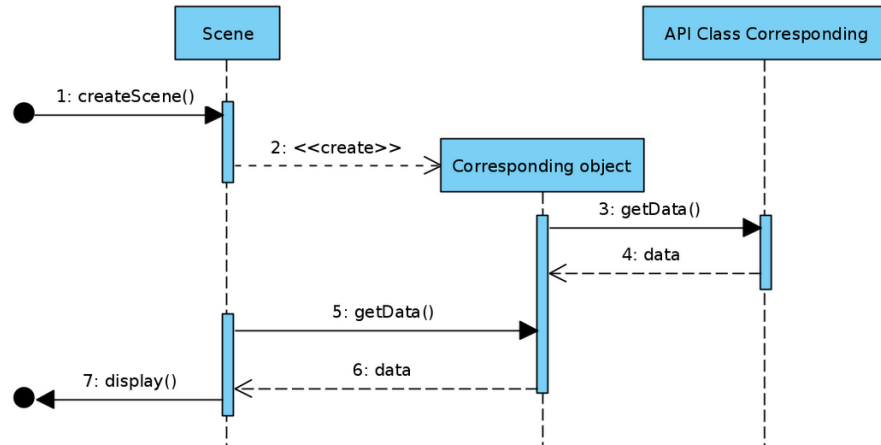 Scene
API Class Corresponding
1: createScene()
2: <<create>>
Corresponding object
3: getData()
4: data
5: getData()
6: data
7: display()